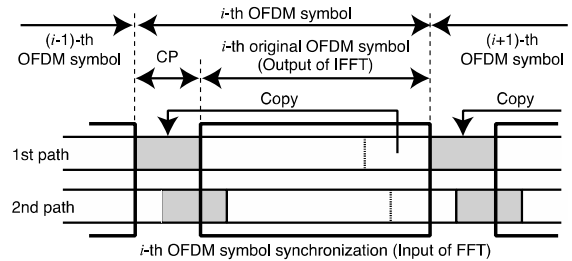 i-th OFDM symbol
(i-1)-th
OFDM symbol
i-th original OFDM symbol
(Output of IFFT)
(i+1)-th
OFDM symbol
CP
Copy
Copy
1st path
2nd path
i-th OFDM symbol synchronization (Input of FFT)